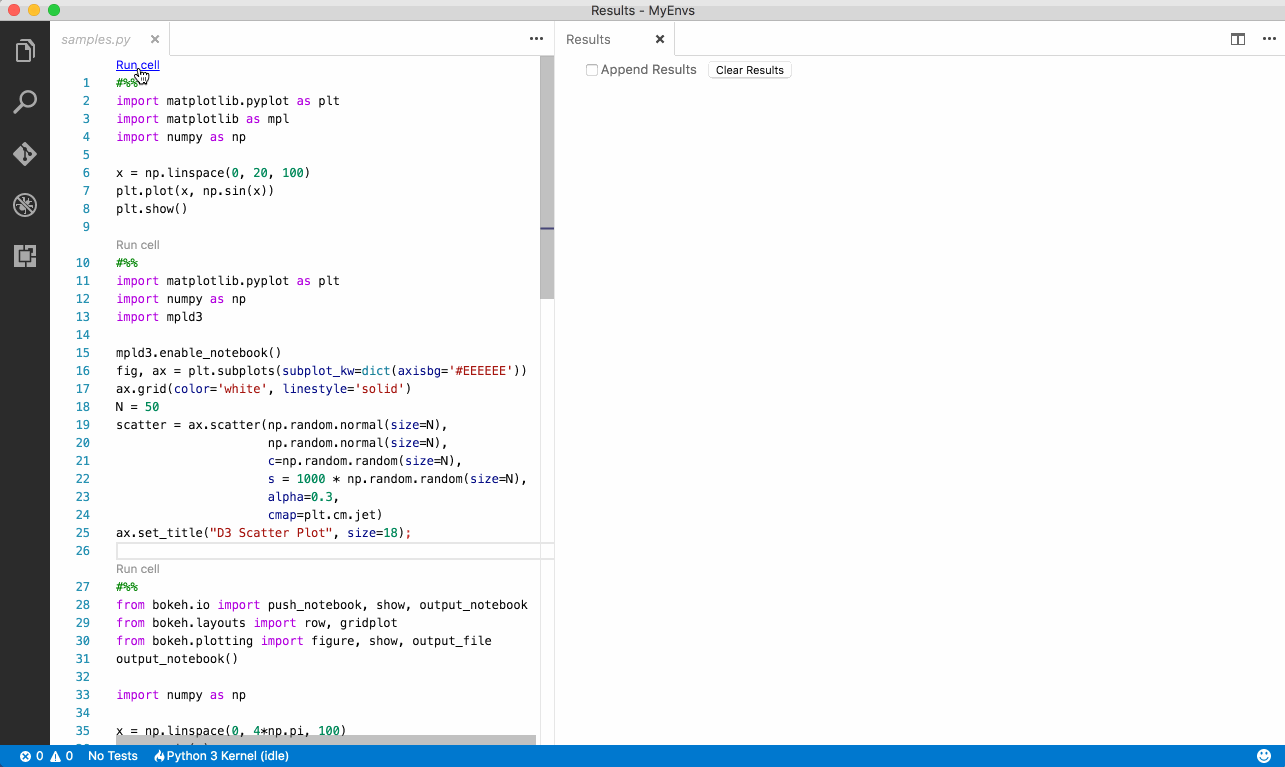 Results - MyEnvs
samples.py
Results
Append Results Clear Results
Run cell
1 #%%
2 import matplotlib.pyplot as plt
3 import matplotlib as mpl
4 import numpy as np
5
6 x = np.linspace(0, 20, 100)
7 plt.plot(x, np.sin(x))
8 plt.show()
9
Run cell
10 #%%
11 import matplotlib.pyplot as plt
12 import numpy as np
13 import mpld3
14
15 mpld3.enable_notebook()
16 fig, ax = plt.subplots(subplot_kw=dict(axisbg='#EEEEEE'))
17 ax.grid(color='white', linestyle='solid')
18 N = 50
19 scatter = ax.scatter(np.random.normal(size=N),
20 np.random.normal(size=N),
21 c=np.random.random(size=N),
22 s = 1000 * np.random.random(size=N),
23 alpha=0.3,
24 cmap=plt.cm.jet)
25 ax.set_title("D3 Scatter Plot", size=18);
26
Run cell
27 #%%
28 from bokeh.io import push_notebook, show, output_notebook
29 from bokeh.layouts import row, gridplot
30 from bokeh.plotting import figure, show, output_file
31 output_notebook()
32
33 import numpy as np
34
35 x = np.linspace(0, 4*np.pi, 100)
0 0 No Tests Python 3 Kernel (idle)